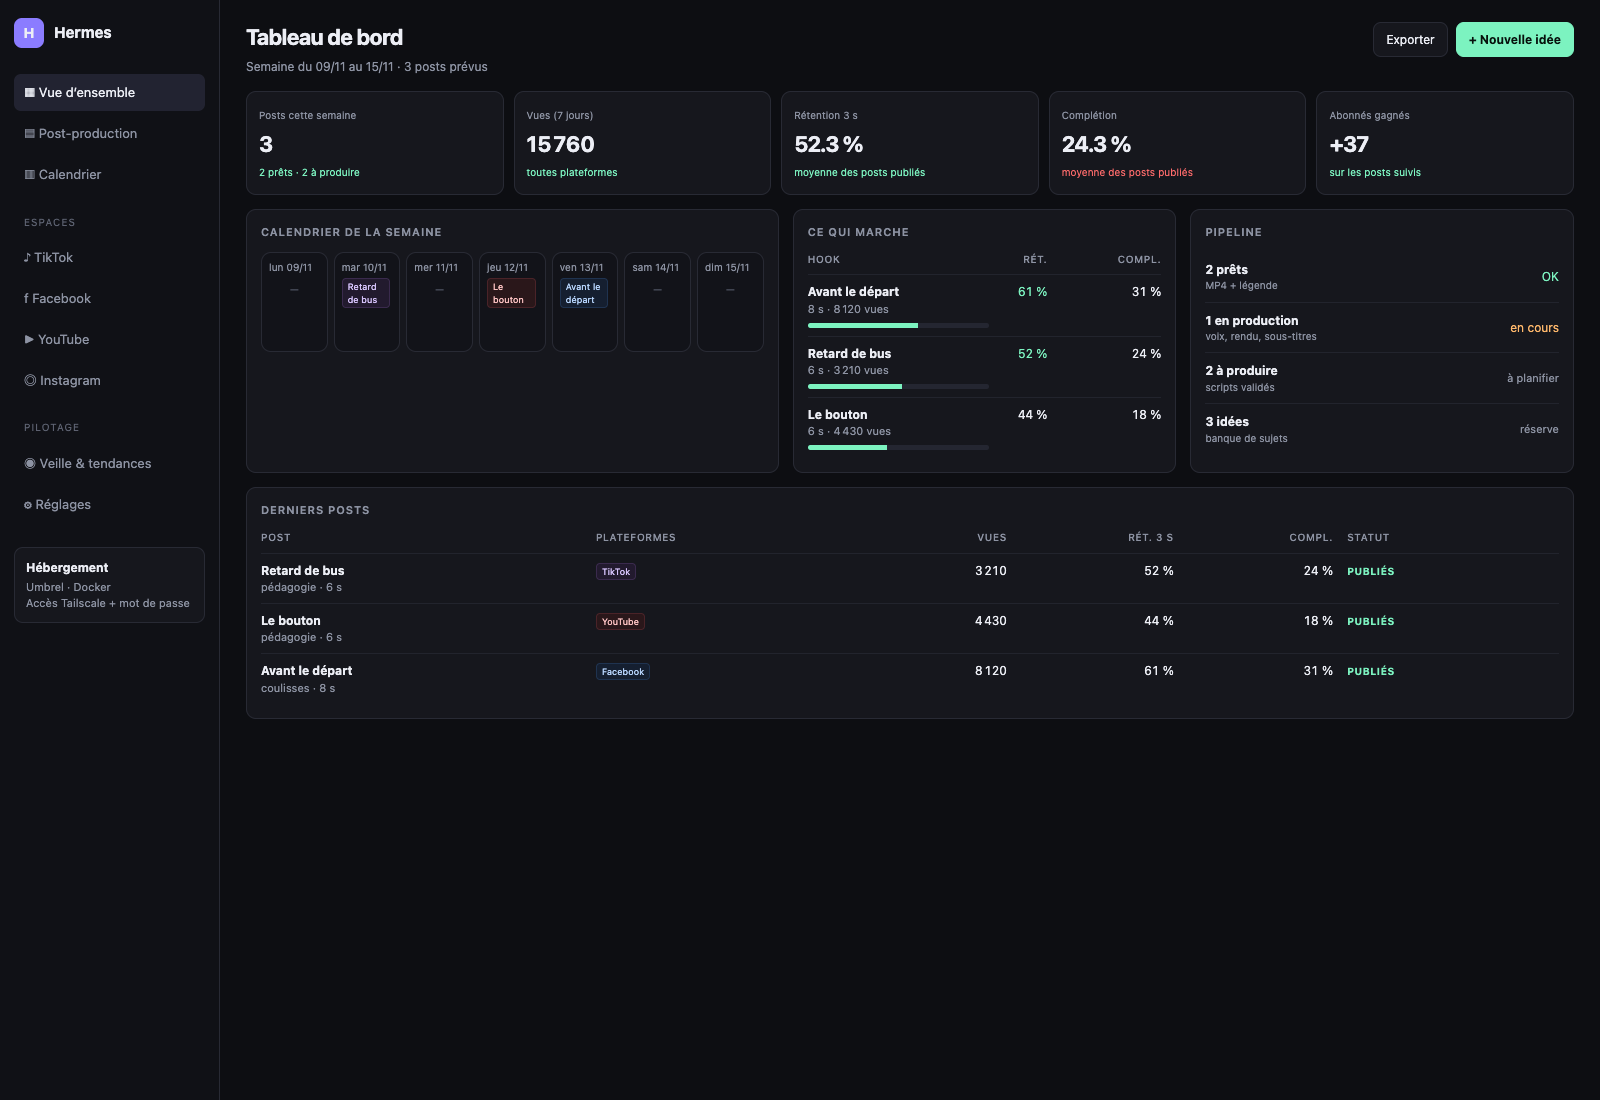 H Hermes
Vue d’ensemble
Post-production
Calendrier
ESPACES
♪ TikTok
f Facebook
▶ YouTube
◎ Instagram
PILOTAGE
◉ Veille & tendances
⚙ Réglages
Hébergement
Umbrel · Docker
Accès Tailscale + mot de passe
Tableau de bord
Semaine du 09/11 au 15/11 · 3 posts prévus
Exporter
+ Nouvelle idée
Posts cette semaine
3
2 prêts · 2 à produire
Vues (7 jours)
15 760
toutes plateformes
Rétention 3 s
52.3 %
moyenne des posts publiés
Complétion
24.3 %
moyenne des posts publiés
Abonnés gagnés
+37
sur les posts suivis
CALENDRIER DE LA SEMAINE
lun 09/11
—
mar 10/11
Retard
de bus
mer 11/11
—
jeu 12/11
Le
bouton
ven 13/11
Avant le
départ
sam 14/11
—
dim 15/11
—
CE QUI MARCHE
HOOK RÉT. COMPL.
Avant le départ 61 % 31 %
8 s · 8 120 vues
Retard de bus 52 % 24 %
6 s · 3 210 vues
Le bouton 44 % 18 %
6 s · 4 430 vues
PIPELINE
2 prêts
MP4 + légende
OK
1 en production
voix, rendu, sous-titres
en cours
2 à produire
scripts validés
à planifier
3 idées
banque de sujets
réserve
DERNIERS POSTS
POST PLATEFORMES VUES RÉT. 3 S COMPL. STATUT
Retard de bus TikTok 3 210 52 % 24 % PUBLIÉS
pédagogie · 6 s
Le bouton YouTube 4 430 44 % 18 % PUBLIÉS
pédagogie · 6 s
Avant le départ Facebook 8 120 61 % 31 % PUBLIÉS
coulisses · 8 s